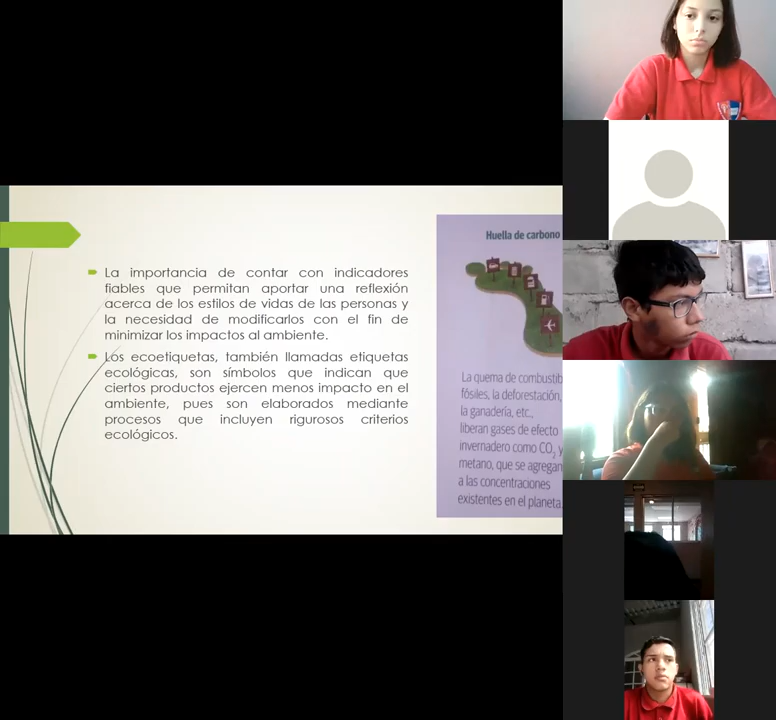 La importancia de contar con indicadores
fiables que permitan aportar una reflexión
acerca de los estilos de vidas de las personas y
la necesidad de modificarlos con el fin de
minimizar los impactos al ambiente.
Los ecoetiquetas, también llamadas etiquetas
ecológicas, son símbolos que indican que
ciertos productos ejercen menos impacto en el
ambiente, pues son elaborados mediante
procesos que incluyen rigurosos criterios
ecológicos.
Huella de carbono
La quema de combustib
fósiles, la deforestación,
la ganadería, etc.,
liberan gases de efecto
invernadero como CO₂ y
metano, que se agregan
a las concentraciones
existentes en el planeta.